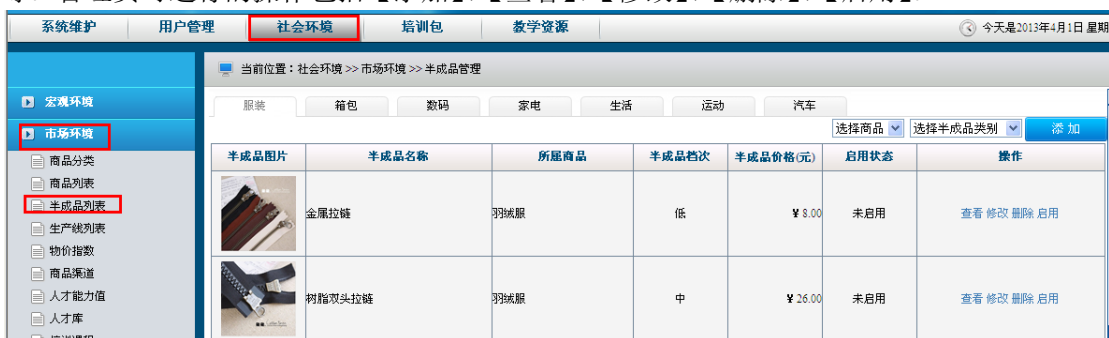 系统维护 用户管理 社会环境 培训包 教学资源 今天是2013年4月1日 星期
当前位置：社会环境 >> 市场环境 >> 半成品管理
宏观环境
市场环境
商品分类
商品列表
半成品列表
生产线列表
物价指数
商品渠道
人才能力值
人才库
服装 箱包 数码 家电 生活 运动 汽车
选择商品 选择半成品类别 添 加
半成品图片 半成品名称 所属商品 半成品档次 半成品价格(元) 启用状态 操作
金属拉链 羽绒服 低 ¥ 8.00 未启用 查看 修改 删除 启用
树脂双头拉链 羽绒服 中 ¥ 26.00 未启用 查看 修改 删除 启用